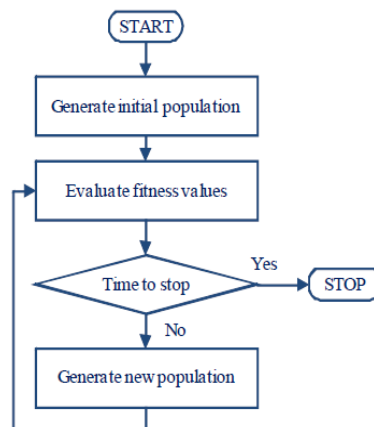 START
Generate initial population
Evaluate fitness values
Time to stop
Yes
STOP
No
Generate new population